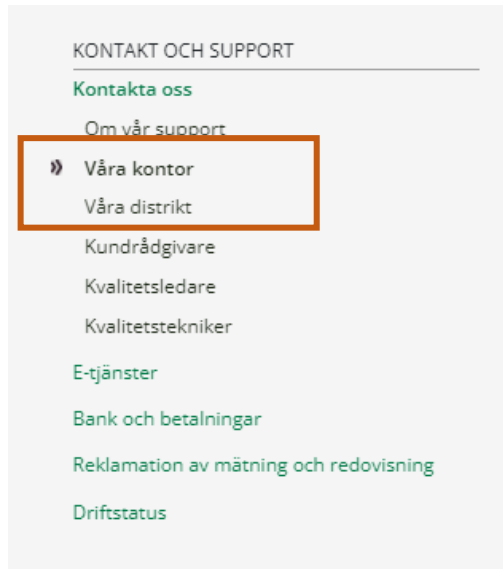 KONTAKT OCH SUPPORT
Kontakta oss
Om vår support
» Våra kontor
Våra distrikt
Kundrådgivare
Kvalitetsledare
Kvalitetstekniker
E-tjänster
Bank och betalningar
Reklamation av mätning och redovisning
Driftstatus